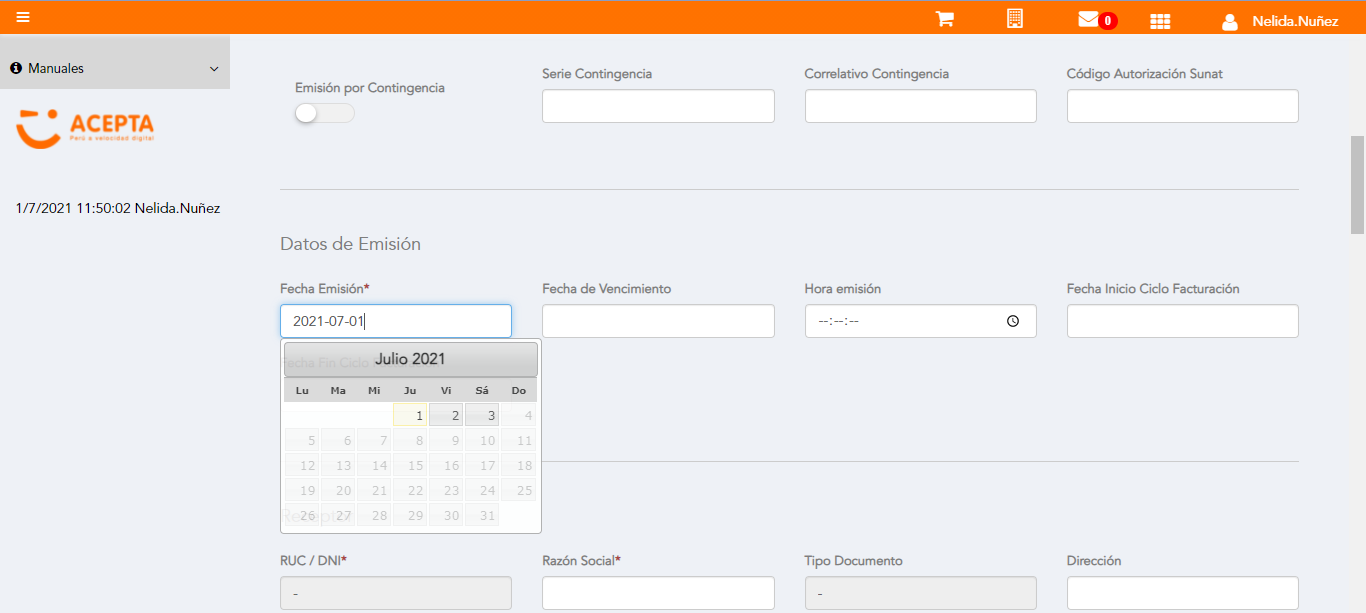 0
Nelida.Nuñez
Manuales
ACEPTA
Perú a velocidad digital
1/7/2021 11:50:02 Nelida.Nuñez
Emisión por Contingencia
Serie Contingencia
Correlativo Contingencia
Código Autorización Sunat
Datos de Emisión
Fecha Emisión*
Fecha de Vencimiento
Hora emisión
Fecha Inicio Ciclo Facturación
2021-07-01
--:--:--
Fecha Fin Ciclo
Julio 2021
Lu Ma Mi Ju Vi Sá Do
1 2 3 4
5 6 7 8 9 10 11
12 13 14 15 16 17 18
19 20 21 22 23 24 25
26 27 28 29 30 31
Receptor
RUC / DNI*
Razón Social*
Tipo Documento
Dirección
-
-